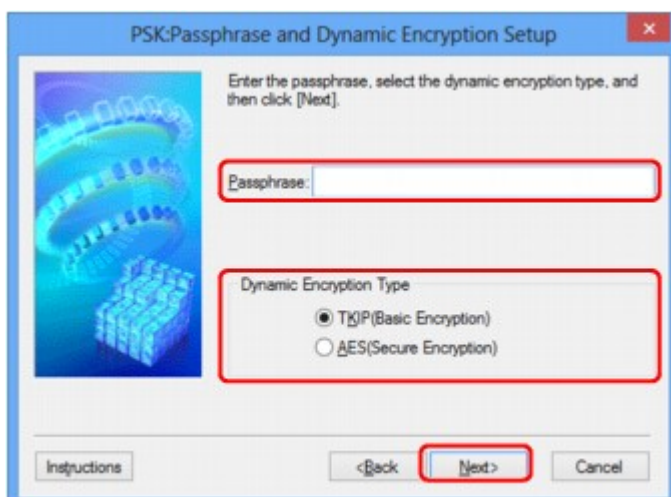 PSK:Passphrase and Dynamic Encryption Setup
Enter the passphrase, select the dynamic encryption type, and
then click [Next].
Passphrase:
Dynamic Encryption Type
TKIP(Basic Encryption)
AES(Secure Encryption)
Instructions
<Back
Next>
Cancel